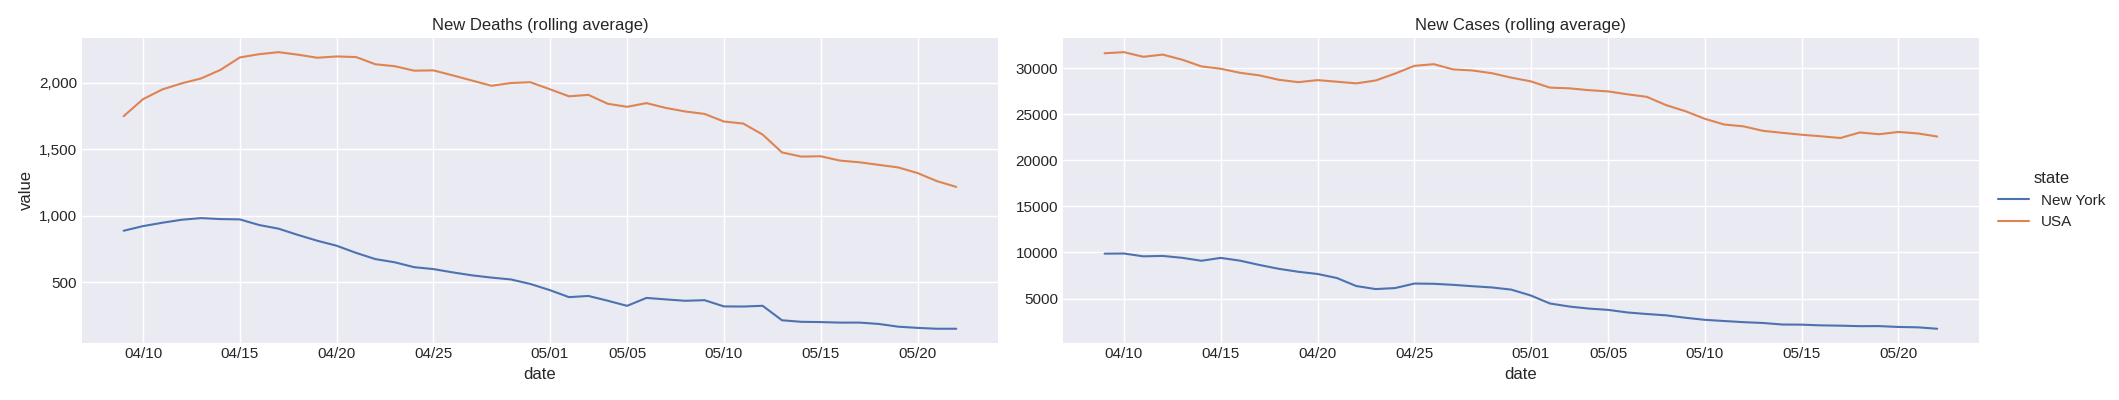 New Deaths (rolling average)
value
2,000
1,500
1,000
500
04/10 04/15 04/20 04/25 05/01 05/05 05/10 05/15 05/20
date
New Cases (rolling average)
30000
25000
20000
15000
10000
5000
04/10 04/15 04/20 04/25 05/01 05/05 05/10 05/15 05/20
date
state
New York
USA